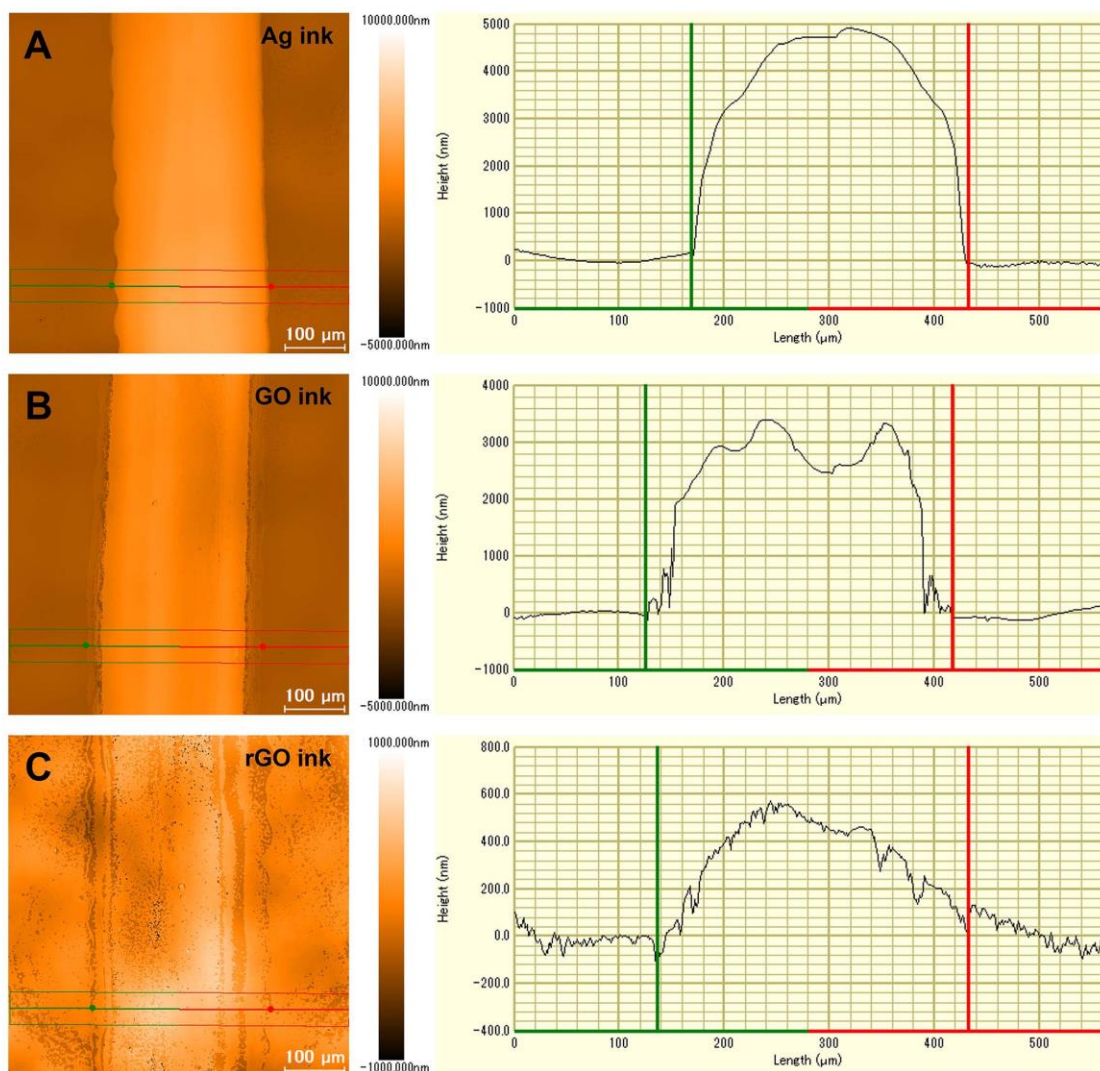 A
Ag ink
100 µm
10000.000nm
-5000.000nm
Height (nm)
5000
4000
3000
2000
1000
0
-1000
0 100 200 300 400 500
Length (µm)
B
GO ink
100 µm
10000.000nm
-5000.000nm
Height (nm)
4000
3000
2000
1000
0
-1000
0 100 200 300 400 500
Length (µm)
C
rGO ink
100 µm
1000.000nm
-1000.000nm
Height (nm)
800.0
600.0
400.0
200.0
0.0
-200.0
-400.0
0 100 200 300 400 500
Length (µm)